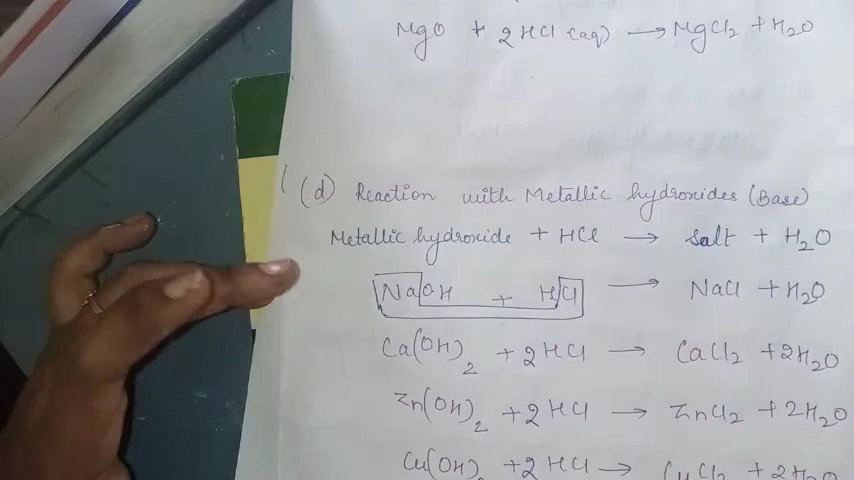 MgO + 2HCl (aq) → MgCl₂ + H₂O
(d) Reaction with Metallic hydroxides (Base)
Metallic hydroxide + HCl → salt + H₂O
NaOH + HCl → NaCl + H₂O
Ca(OH)₂ + 2HCl → CaCl₂ + 2H₂O
Zn(OH)₂ + 2HCl → ZnCl₂ + 2H₂O
Cu(OH)₂ + 2HCl → CuCl₂ + 2H₂O